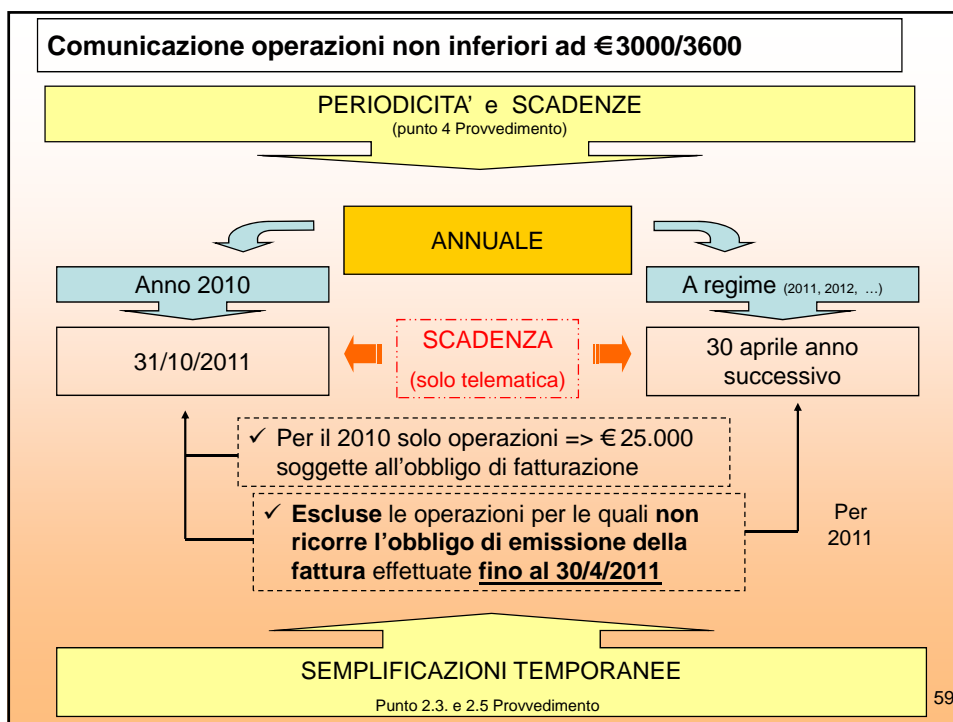 Comunicazione operazioni non inferiori ad €3000/3600
PERIODICITA' e SCADENZE
(punto 4 Provvedimento)
ANNUALE
Anno 2010
A regime (2011, 2012, …)
31/10/2011
SCADENZA
(solo telematica)
30 aprile anno
successivo
✓ Per il 2010 solo operazioni => € 25.000
soggette all'obbligo di fatturazione
✓ Escluse le operazioni per le quali non
ricorre l'obbligo di emissione della
fattura effettuate fino al 30/4/2011
Per
2011
SEMPLIFICAZIONI TEMPORANEE
Punto 2.3. e 2.5 Provvedimento
59